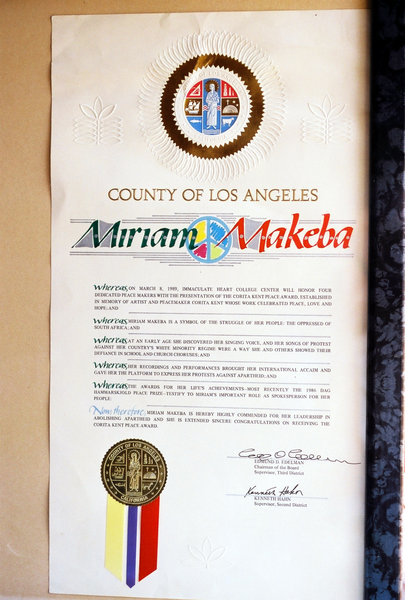 COUNTY OF LOS ANGELES
Miriam Makeba
Whereas, ON MARCH 8, 1989, IMMACULATE HEART COLLEGE CENTER WILL HONOR FOUR
DEDICATED PEACE MAKERS WITH THE PRESENTATION OF THE CORITA KENT PEACE AWARD, ESTABLISHED
IN MEMORY OF ARTIST AND PEACEMAKER CORITA KENT WHOSE WORK CELEBRATED PEACE, LOVE AND
HOPE; AND
Whereas, MIRIAM MAKEBA IS A SYMBOL OF THE STRUGGLE OF HER PEOPLE: THE OPPRESSED OF
SOUTH AFRICA; AND
Whereas, AT AN EARLY AGE SHE DISCOVERED HER SINGING VOICE, AND HER SONGS OF PROTEST
AGAINST HER COUNTRY'S WHITE MINORITY REGIME WERE A WAY SHE AND OTHERS SHOWED THEIR
DEFIANCE IN SCHOOL AND CHURCH CHORUSES; AND
Whereas, HER RECORDINGS AND PERFORMANCES BROUGHT HER INTERNATIONAL ACCLAIM AND
GAVE HER THE PLATFORM TO EXPRESS HER PROTESTS AGAINST APARTHEID; AND
Whereas, THE AWARDS FOR HER LIFE'S ACHIEVEMENTS–MOST RECENTLY THE 1986 DAG
HAMMARSKJOLD PEACE PRIZE–TESTIFY TO MIRIAM'S IMPORTANT ROLE AS SPOKESPERSON FOR HER
PEOPLE:
Now therefore, MIRIAM MAKEBA IS HEREBY HIGHLY COMMENDED FOR HER LEADERSHIP IN
ABOLISHING APARTHEID AND SHE IS EXTENDED SINCERE CONGRATULATIONS ON RECEIVING THE
CORITA KENT PEACE AWARD.
EDMUND D. EDELMAN
Chairman of the Board
Supervisor, Third District
Kenneth Hahn
KENNETH HAHN
Supervisor, Second District
COUNTY OF LOS ANGELES
CALIFORNIA